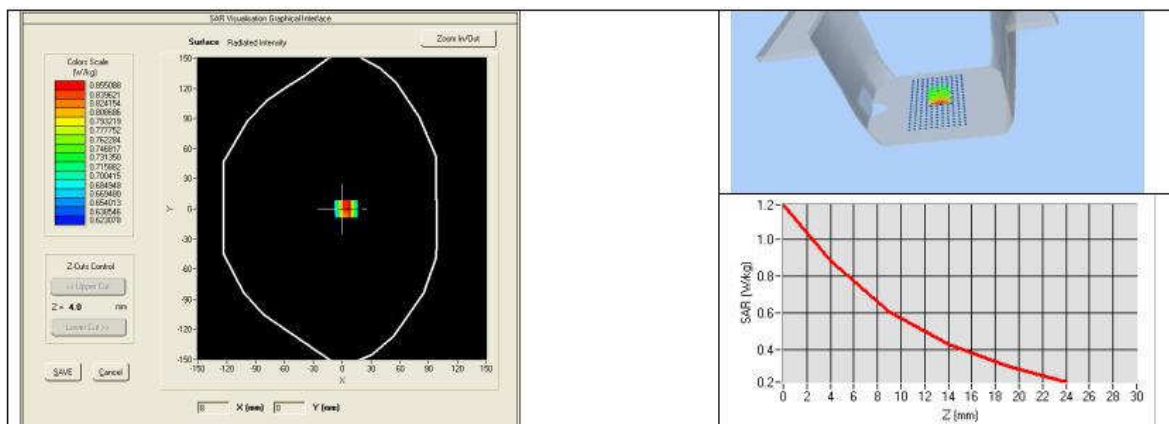 SAR Visualisation Graphical Interface
Surface Radiated Intensity
Zoom In/Out
Colors Scale
(W/kg)
0.855088
0.839621
0.824154
0.808686
0.793219
0.777752
0.762284
0.746817
0.731350
0.715882
0.700415
0.684948
0.669480
0.654013
0.638546
0.623078
Z-Cuts Control
<< Upper Cut
Z = 4.0 mm
Lower Cut >>
SAVE Cancel
150
120
90
60
30
0
-30
-60
-90
-120
-150
Y
-150 -120 -90 -60 -30 0 30 60 90 120 150
X
8 X (mm) 0 Y (mm)
1.2
1.0
0.8
0.6
0.4
0.2
SAR (W/kg)
0 2 4 6 8 10 12 14 16 18 20 22 24 26 28 30
Z (mm)